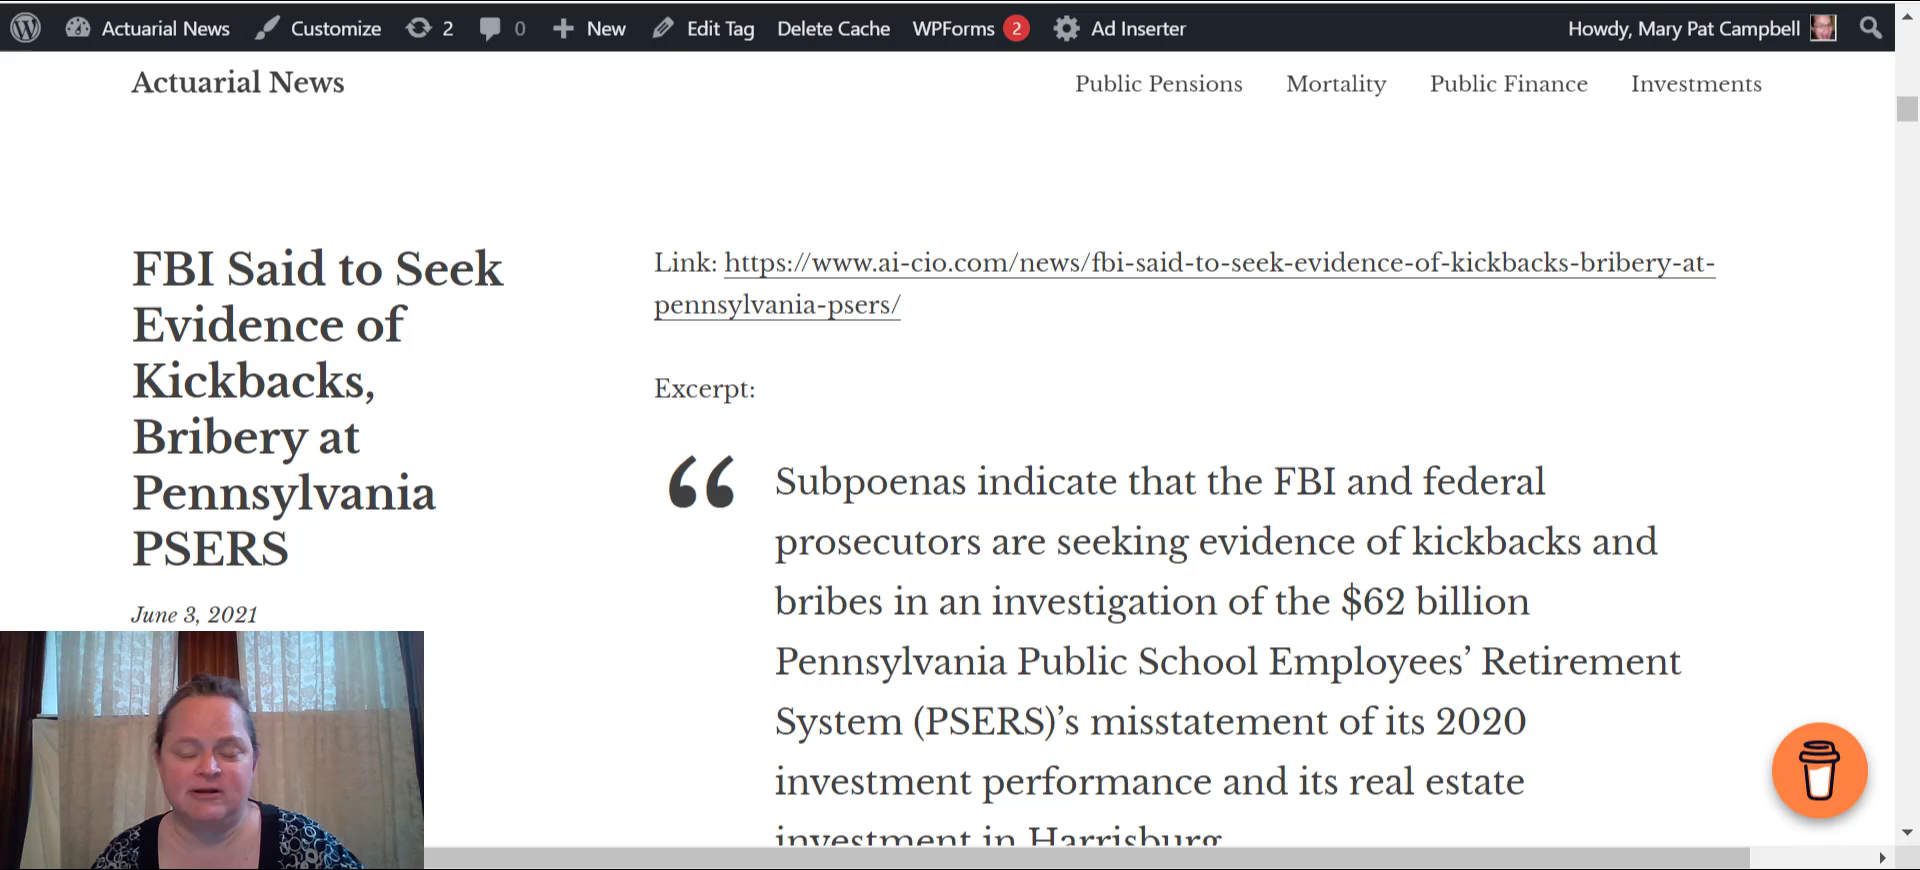 Actuarial News Customize 2 0 New Edit Tag Delete Cache WPForms 2 Ad Inserter Howdy, Mary Pat Campbell
Actuarial News Public Pensions Mortality Public Finance Investments
FBI Said to Seek
Evidence of
Kickbacks,
Bribery at
Pennsylvania
PSERS
June 3, 2021
Link: https://www.ai-cio.com/news/fbi-said-to-seek-evidence-of-kickbacks-bribery-at-
pennsylvania-psers/
Excerpt:
“ Subpoenas indicate that the FBI and federal
prosecutors are seeking evidence of kickbacks and
bribes in an investigation of the $62 billion
Pennsylvania Public School Employees’ Retirement
System (PSERS)’s misstatement of its 2020
investment performance and its real estate
investment in Harrisburg